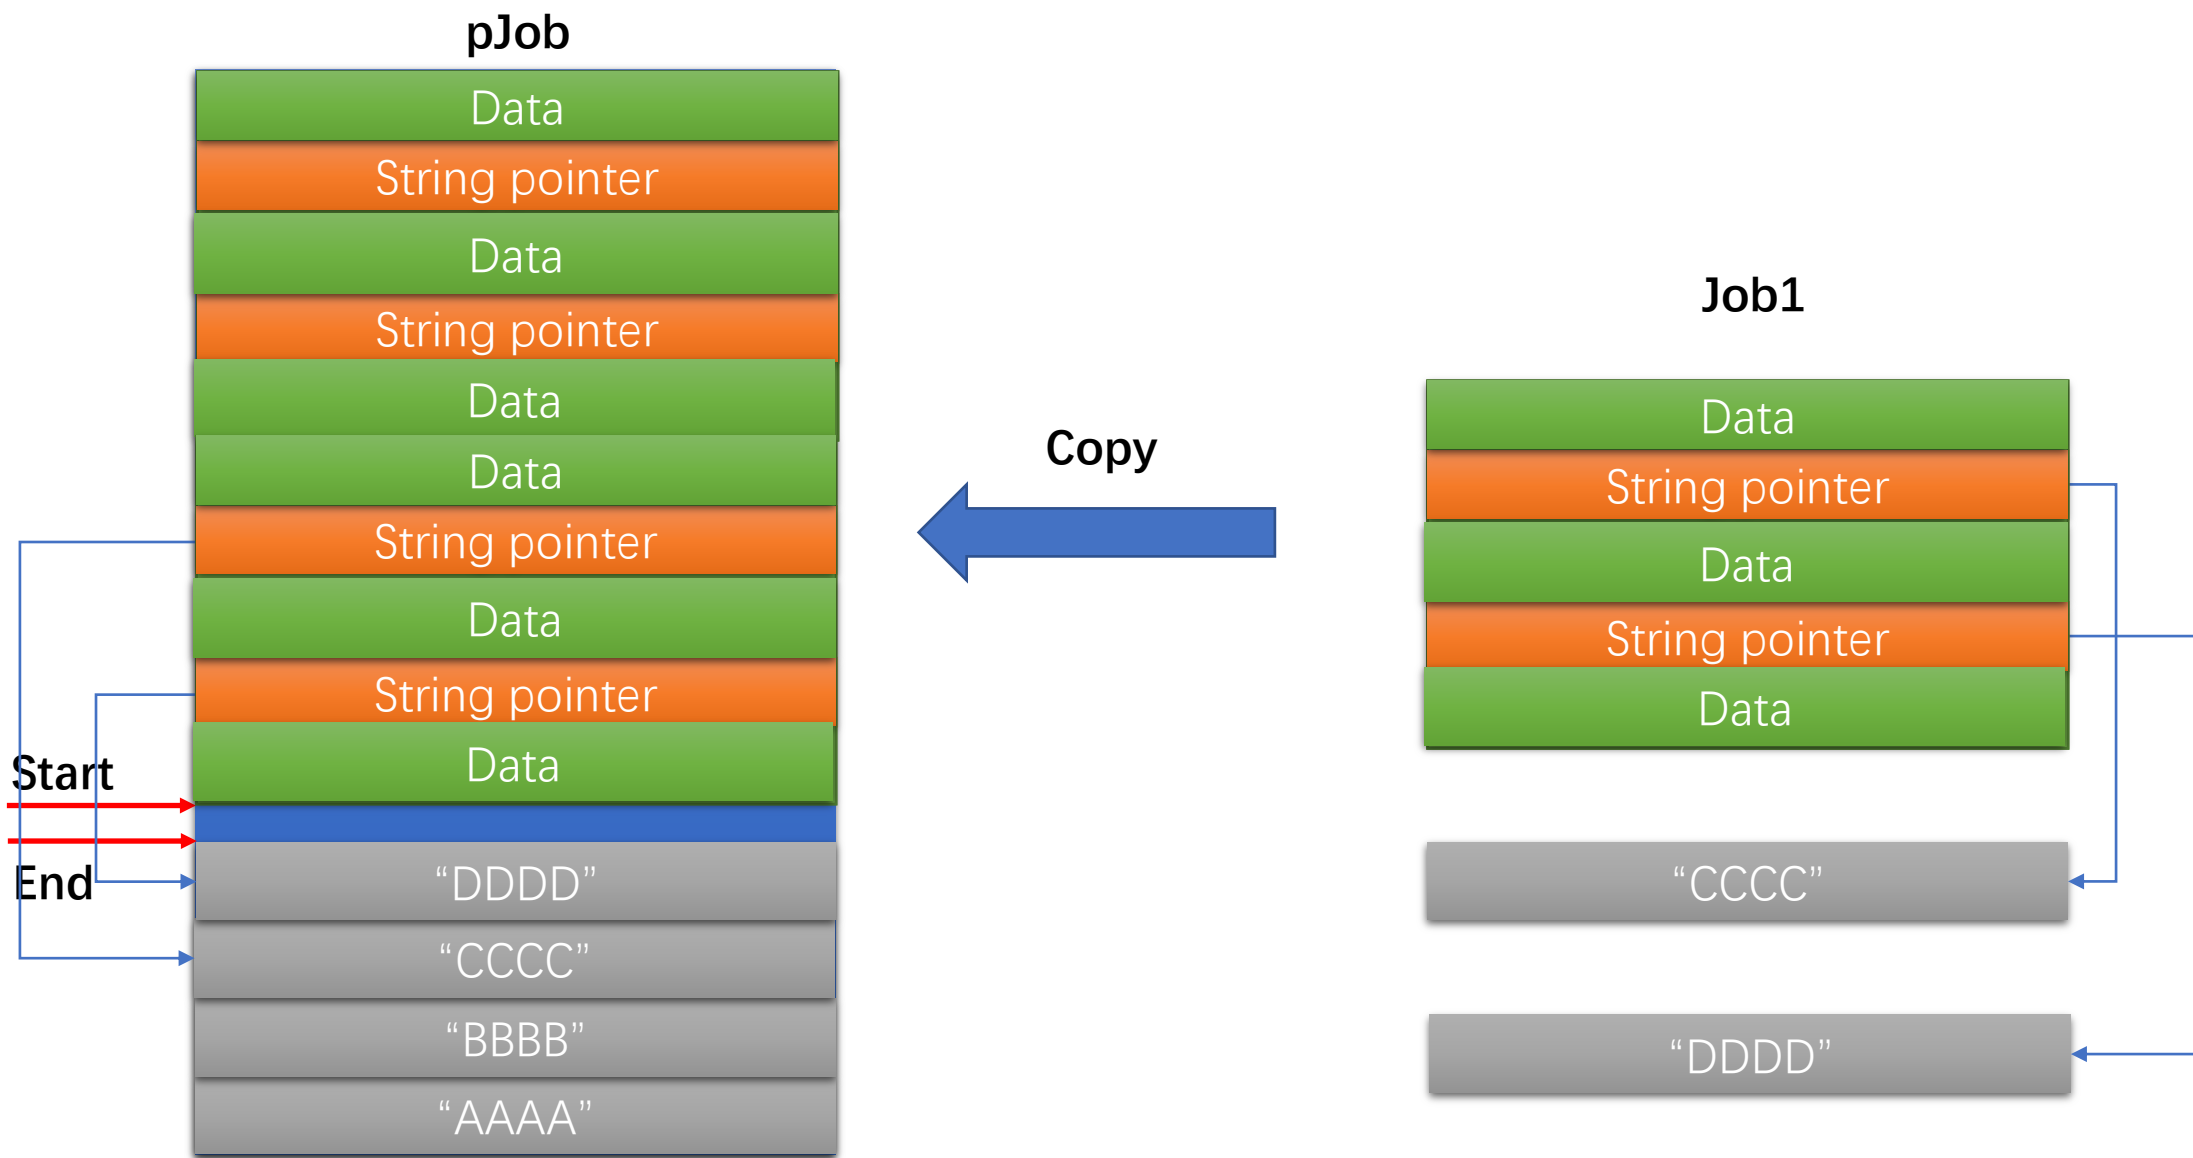 pJob
Data
String pointer
Data
String pointer
Data
Data
String pointer
Data
String pointer
Data
Start
End
“DDDD”
“CCCC”
“BBBB”
“AAAA”
Copy
Job1
Data
String pointer
Data
String pointer
Data
“CCCC”
“DDDD”